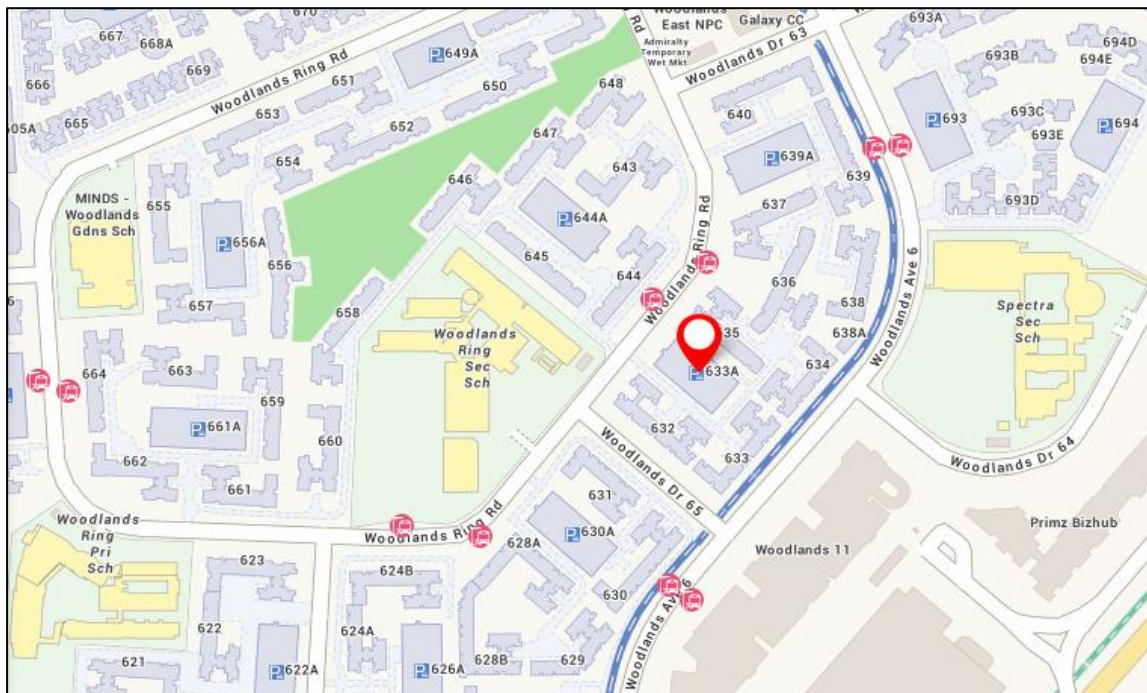 667
668A
669
670
666
665
Woodlands Ring Rd
649A
651
650
653
652
654
655
MINDS -
Woodlands
Gdns Sch
656A
656
657
658
648
647
646
643
644A
645
644
Woodlands
East NPC
Galaxy CC
Admiralty
Temporary
Wet Mkt
Woodlands Dr 63
Rd
640
639A
639
637
Woodlands Ring Rd
636
638
638A
693A
693B
694D
694E
693
693C
693E
694
693D
Woodlands Ave 6
Spectra
Sec
Sch
Woodlands
Ring
Sec
Sch
Woodlands Ring Rd
35
633A
634
632
633
Woodlands Dr 65
Woodlands Dr 64
664
663
659
661A
660
662
661
Woodlands
Ring
Pri
Sch
Woodlands Ring Rd
631
630A
628A
630
Woodlands 11
Primz Bizhub
623
624B
622
624A
621
622A
626A
628B
629
Woodlands Ave 6